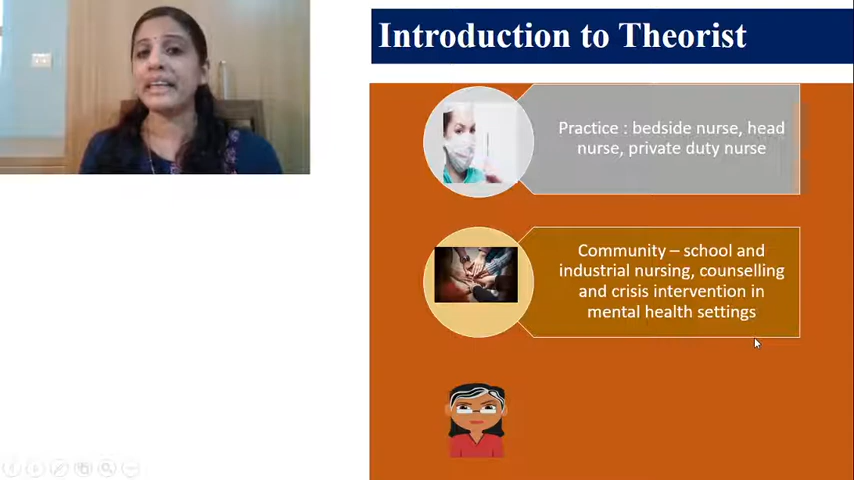 Introduction to Theorist
Practice : bedside nurse, head
nurse, private duty nurse
Community – school and
industrial nursing, counselling
and crisis intervention in
mental health settings